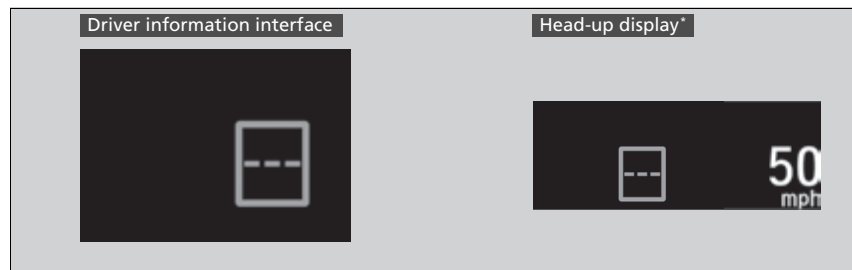 Driver information interface
Head-up display*
---
---
50
mph